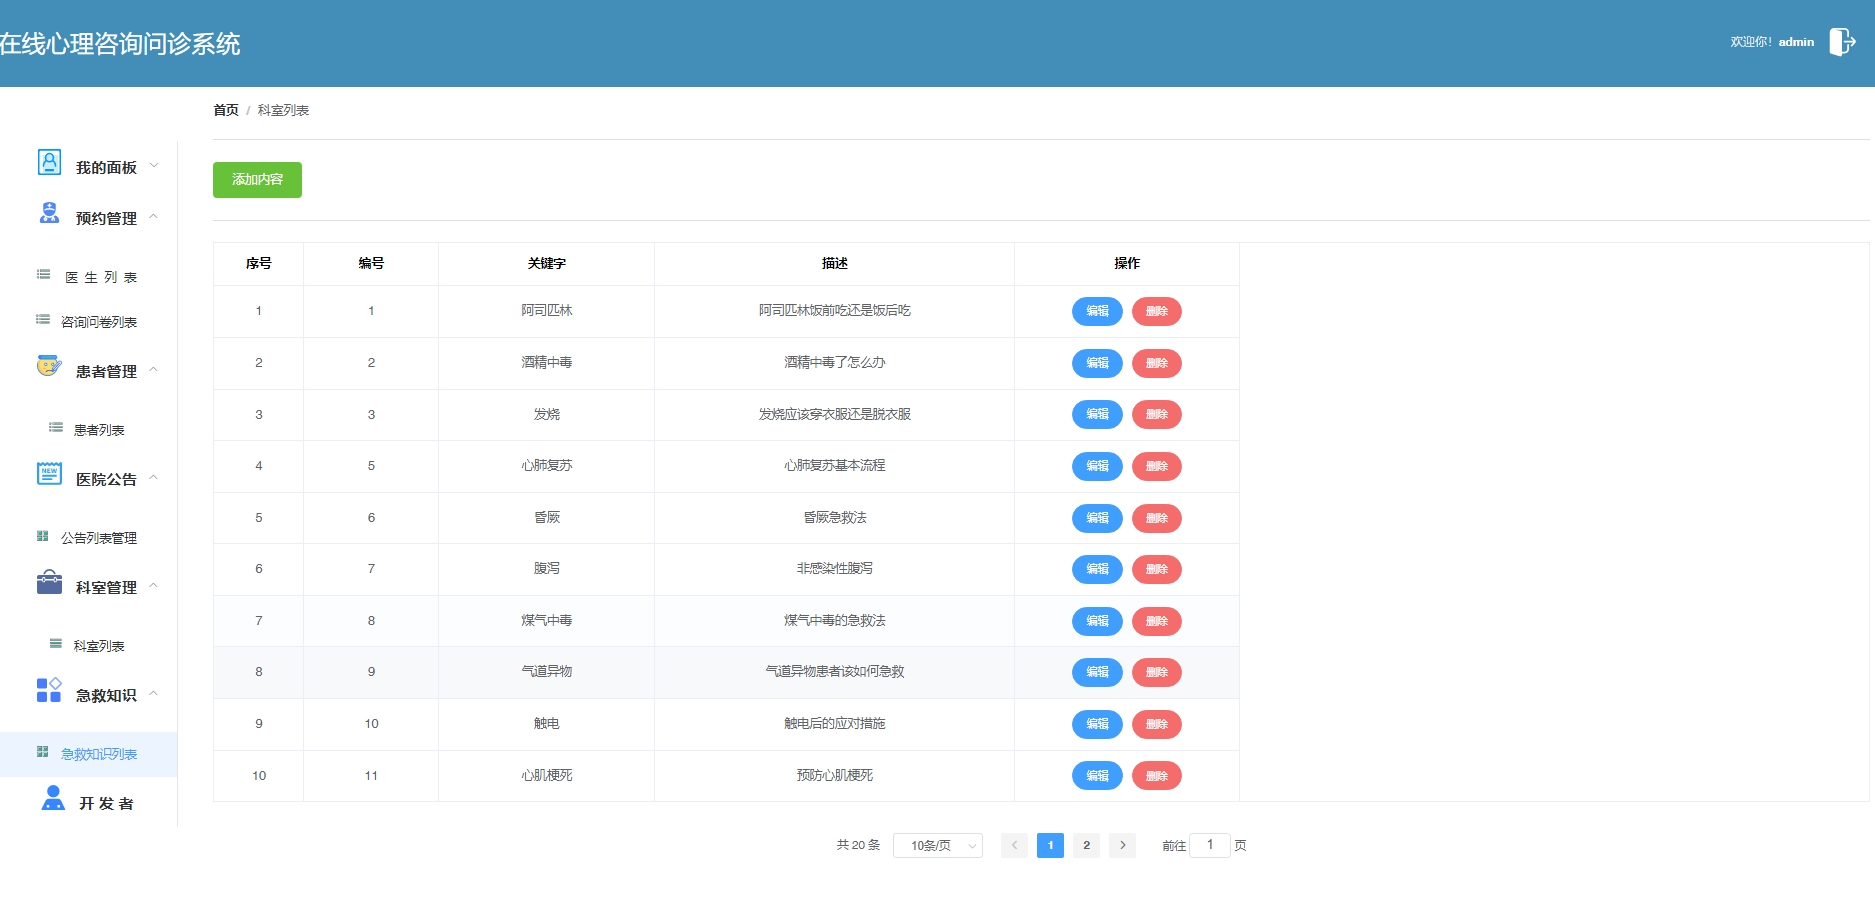 在线心理咨询问诊系统
欢迎你！admin
首页 / 科室列表
我的面板
预约管理
医 生 列 表
咨询问卷列表
患者管理
患者列表
NEW
医院公告
公告列表管理
科室管理
科室列表
急救知识
急救知识列表
开 发 者
添加内容
序号 编号 关键字 描述 操作
1 1 阿司匹林 阿司匹林饭前吃还是饭后吃 编辑 删除
2 2 酒精中毒 酒精中毒了怎么办 编辑 删除
3 3 发烧 发烧应该穿衣服还是脱衣服 编辑 删除
4 5 心肺复苏 心肺复苏基本流程 编辑 删除
5 6 昏厥 昏厥急救法 编辑 删除
6 7 腹泻 非感染性腹泻 编辑 删除
7 8 煤气中毒 煤气中毒的急救法 编辑 删除
8 9 气道异物 气道异物患者该如何急救 编辑 删除
9 10 触电 触电后的应对措施 编辑 删除
10 11 心肌梗死 预防心肌梗死 编辑 删除
共 20 条 10条/页 1 2 前往 1 页